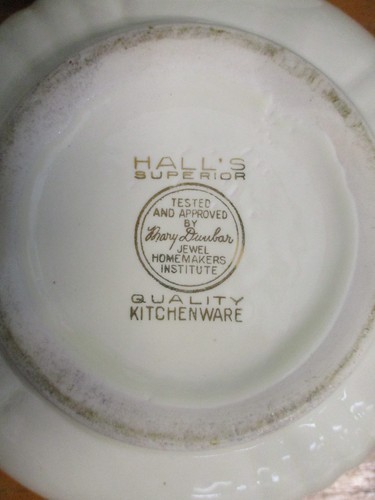 HALL'S
SUPERIOR
TESTED
AND APPROVED
BY
Mary Dunbar
JEWEL
HOMEMAKERS
INSTITUTE
QUALITY
KITCHENWARE